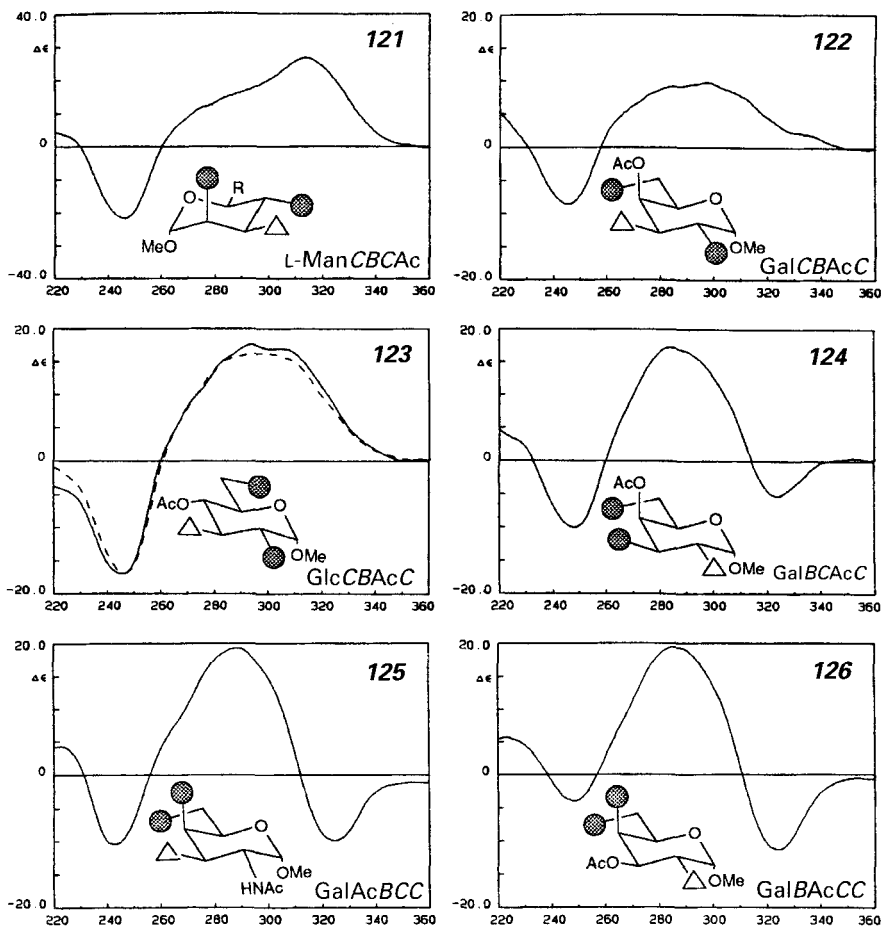 40.0
121
Δε
0
O
R
MeO
L-ManCBCAc
-40.0
220 240 260 280 300 320 340 360
20.0
122
Δε
0
AcO
O
OMe
GalCBAcC
-20.0
220 240 260 280 300 320 340 360
20.0
123
Δε
0
O
AcO
OMe
GlcCBAcC
-20.0
220 240 260 280 300 320 340 360
20.0
124
Δε
0
AcO
O
OMe
GalBCAcC
-20.0
220 240 260 280 300 320 340 360
20.0
125
Δε
0
O
OMe
HNAc
GalAcBCC
-20.0
220 240 260 280 300 320 340 360
20.0
126
Δε
0
O
AcO
OMe
GalBAcCC
-20.0
220 240 260 280 300 320 340 360